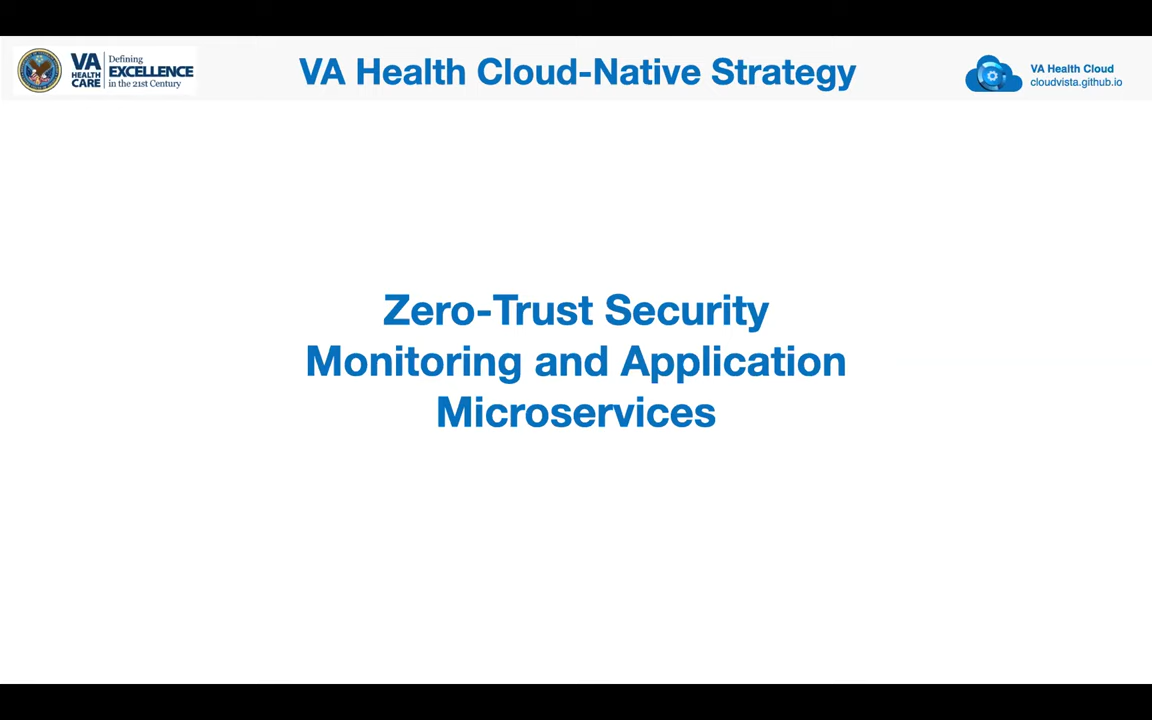 VA
HEALTH
CARE
Defining
EXCELLENCE
in the 21st Century
VA Health Cloud-Native Strategy
VA Health Cloud
cloudvista.github.io
Zero-Trust Security
Monitoring and Application
Microservices